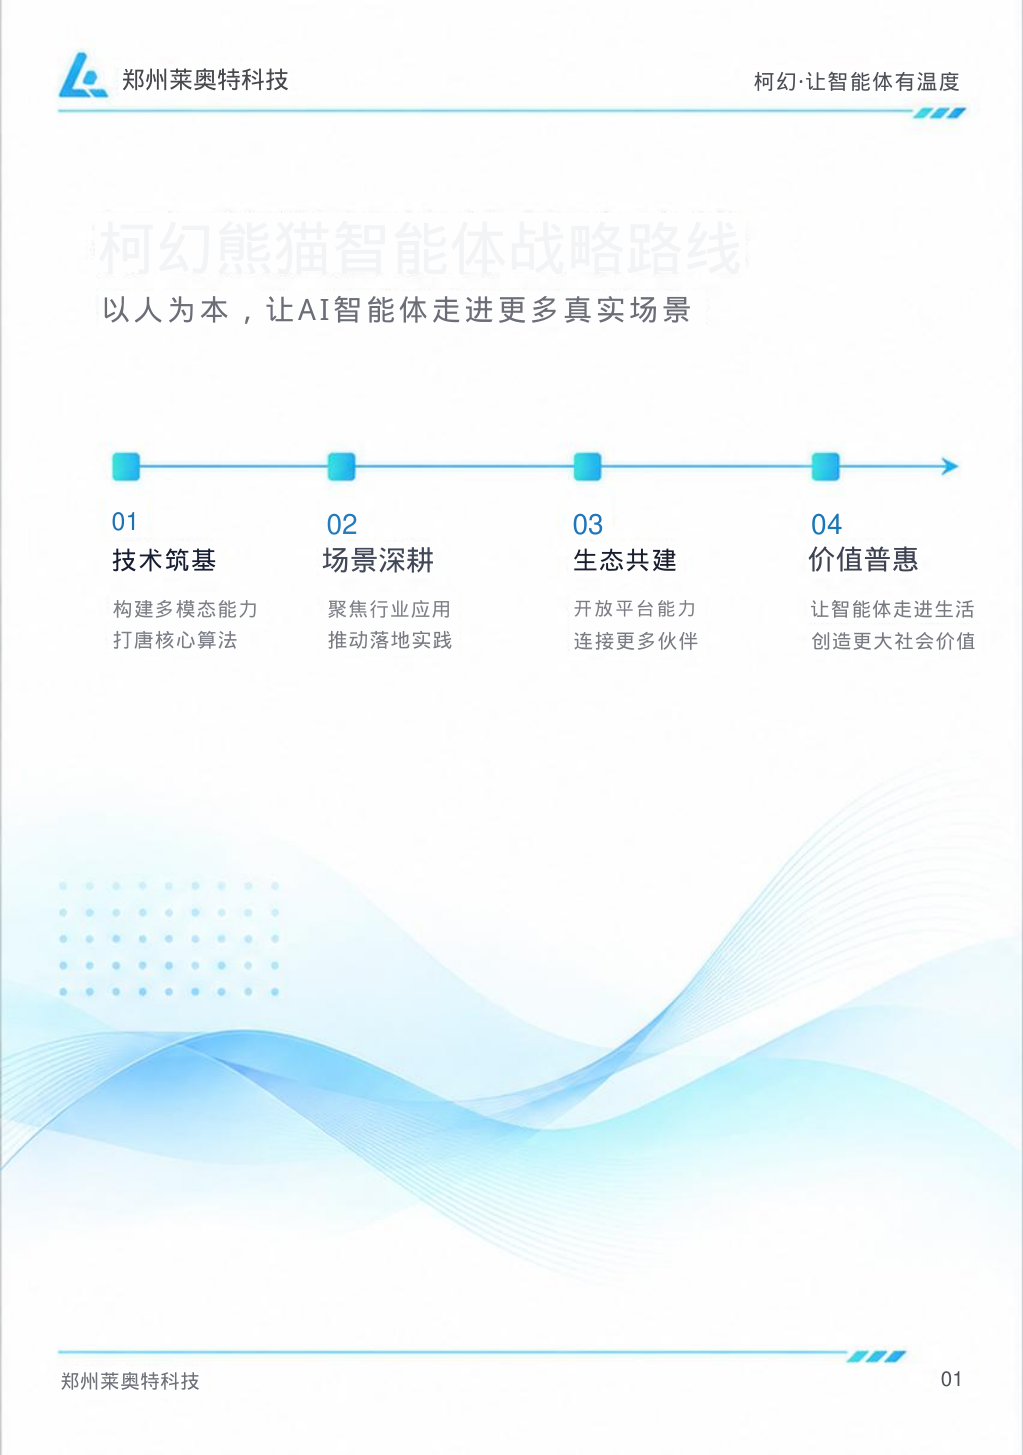 郑州莱奥特科技
柯幻·让智能体有温度
柯幻熊猫智能体战略路线
以人为本，让AI智能体走进更多真实场景
01
技术筑基
构建多模态能力
打唐核心算法
02
场景深耕
聚焦行业应用
推动落地实践
03
生态共建
开放平台能力
连接更多伙伴
04
价值普惠
让智能体走进生活
创造更大社会价值
郑州莱奥特科技
01